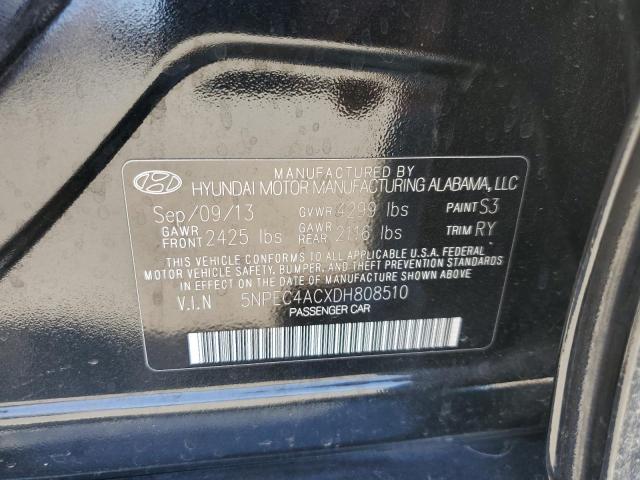 MANUFACTURED BY
HYUNDAI MOTOR MANUFACTURING ALABAMA, LLC
Sep/09/13 GVWR 4299 lbs PAINT S3
GAWR FRONT 2425 lbs GAWR REAR 2116 lbs TRIM RY
THIS VEHICLE CONFORMS TO ALL APPLICABLE U.S.A. FEDERAL
MOTOR VEHICLE SAFETY, BUMPER, AND THEFT PREVENTION STANDARDS
IN EFFECT ON THE DATE OF MANUFACTURE SHOWN ABOVE.
V.I.N 5NPEC4ACXDH808510
PASSENGER CAR